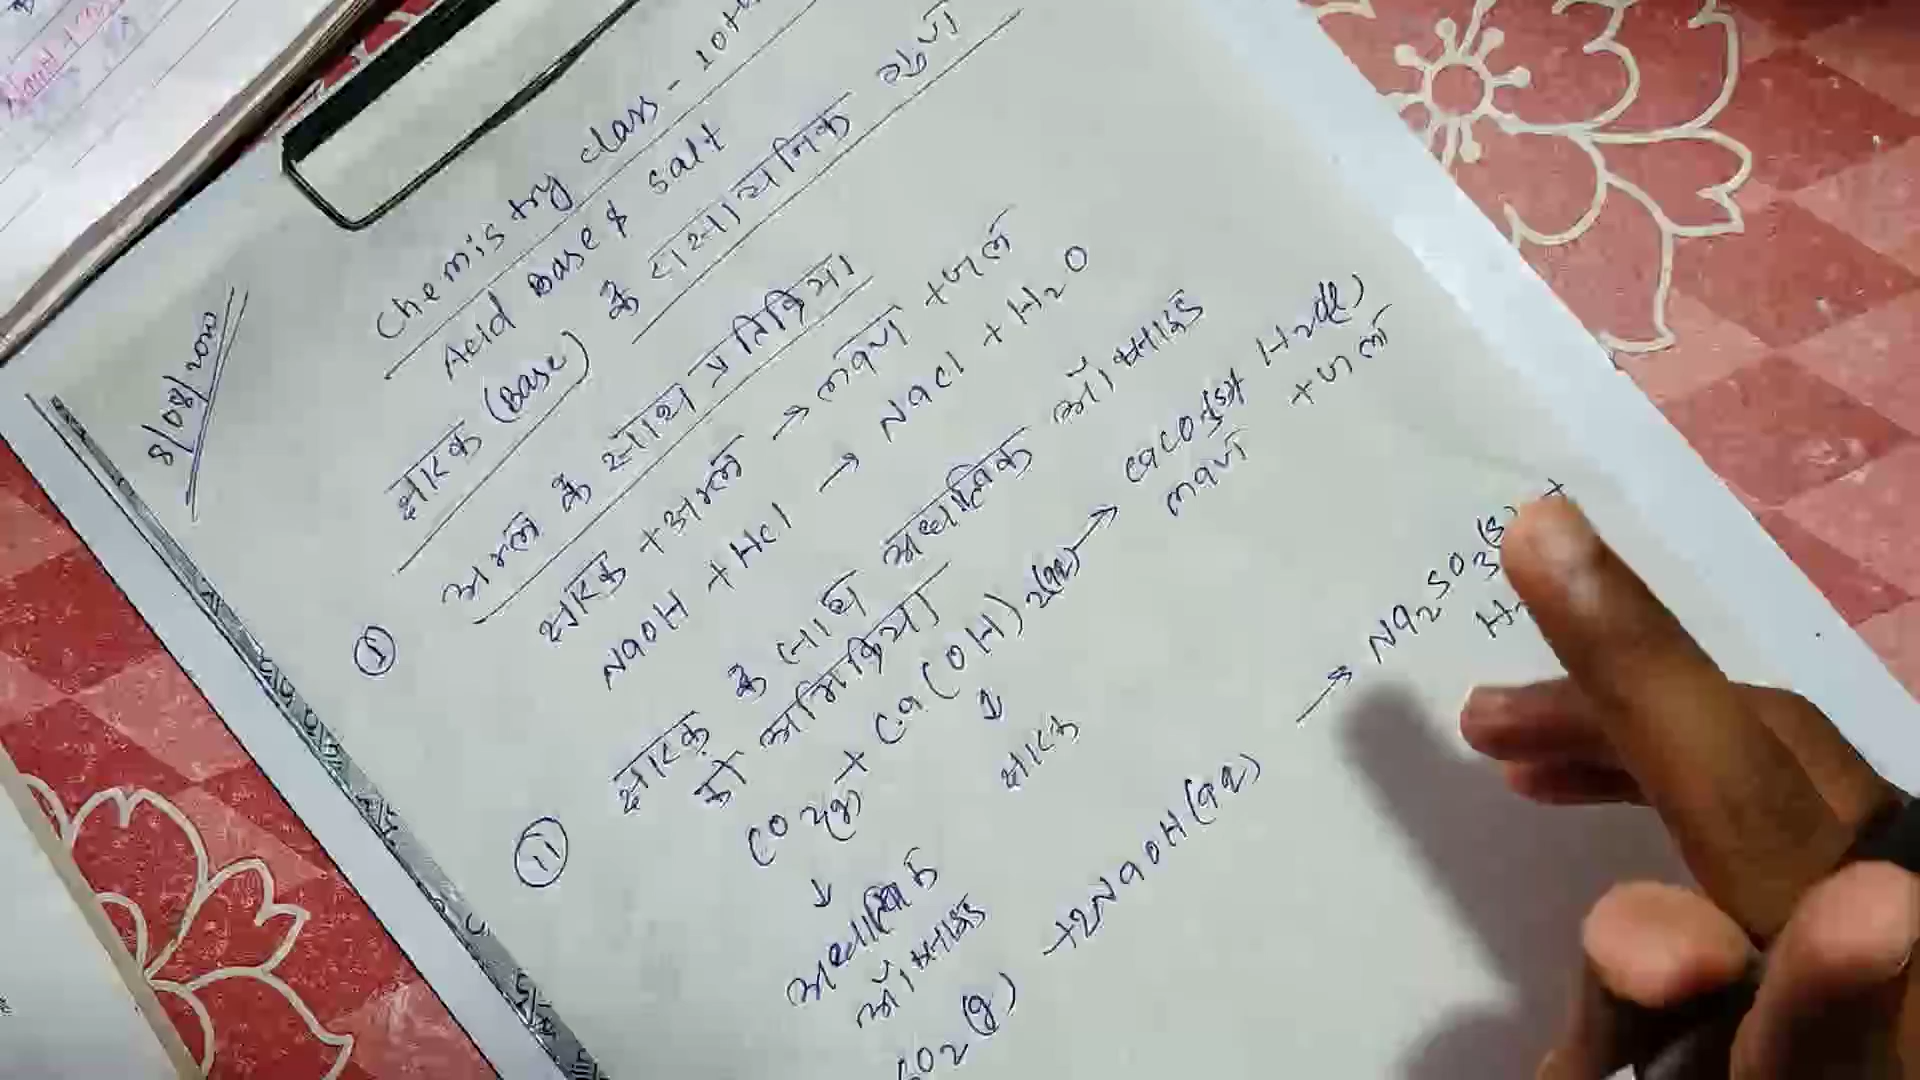 8/08/2020
Chemistry class - 10th
Acid Base & salt
क्षारक (Base) के रासायनिक गुण
① अम्ल के साथ प्रतिक्रिया
क्षारक + अम्ल → लवण + जल
NaOH + HCl → NaCl + H2O
② क्षारक के साथ अधात्विक ऑक्साइड
की अभिक्रिया
CO2(g) + Ca(OH)2(aq) → CaCO3(s) + H2O(l)
↓ क्षारक लवण + जल
↓
अधात्विक
ऑक्साइड
SO2(g) + 2NaOH(aq) → Na2SO3(s) +